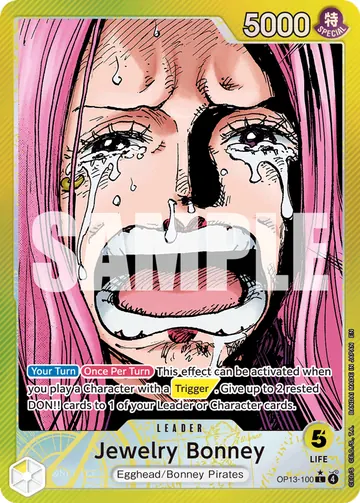 5000
特
SPECIAL
SAMPLE
Your Turn Once Per Turn This effect can be activated when
you play a Character with a Trigger , Give up to 2 rested
DON!! cards to 1 of your Leader or Character cards.
LEADER
Jewelry Bonney
Egghead/Bonney Pirates
5
LIFE
OP13-100 L 4